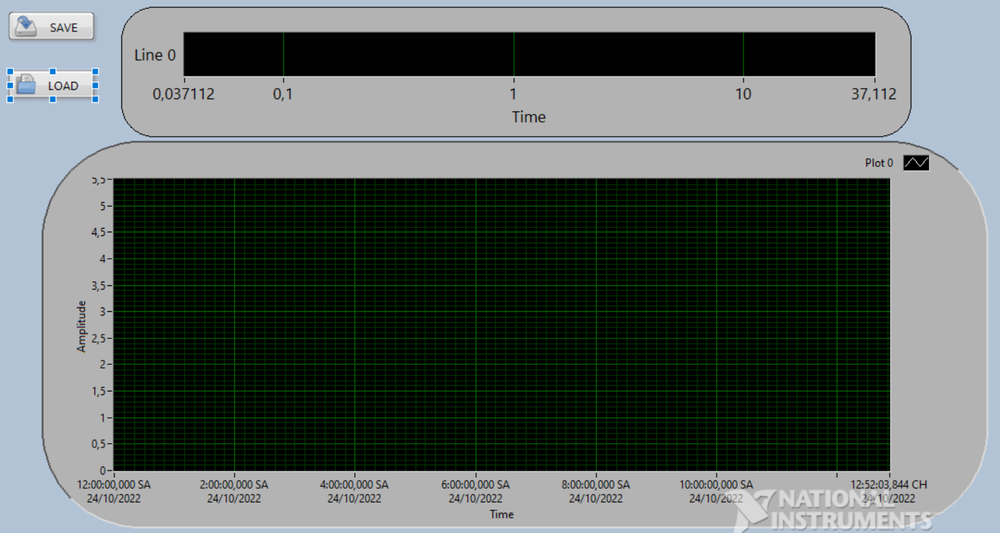 SAVE
LOAD
Line 0
0,037112 0,1 1 10 37,112
Time
Plot 0
5,5
5
4,5
4
3,5
3
2,5
2
1,5
1
0,5
0
Amplitude
12:00:00,000 SA 2:00:00,000 SA 4:00:00,000 SA 6:00:00,000 SA 8:00:00,000 SA 10:00:00,000 SA 12:52:03,844 CH
24/10/2022 24/10/2022 24/10/2022 24/10/2022 24/10/2022 24/10/2022 24/10/2022
Time
NATIONAL
INSTRUMENTS